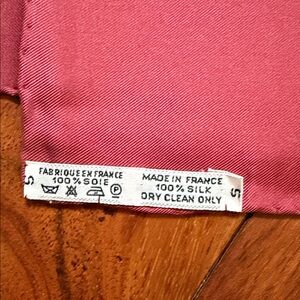 FABRIQUE EN FRANCE
100% SOIE
MADE IN FRANCE
100% SILK
DRY CLEAN ONLY
S
S